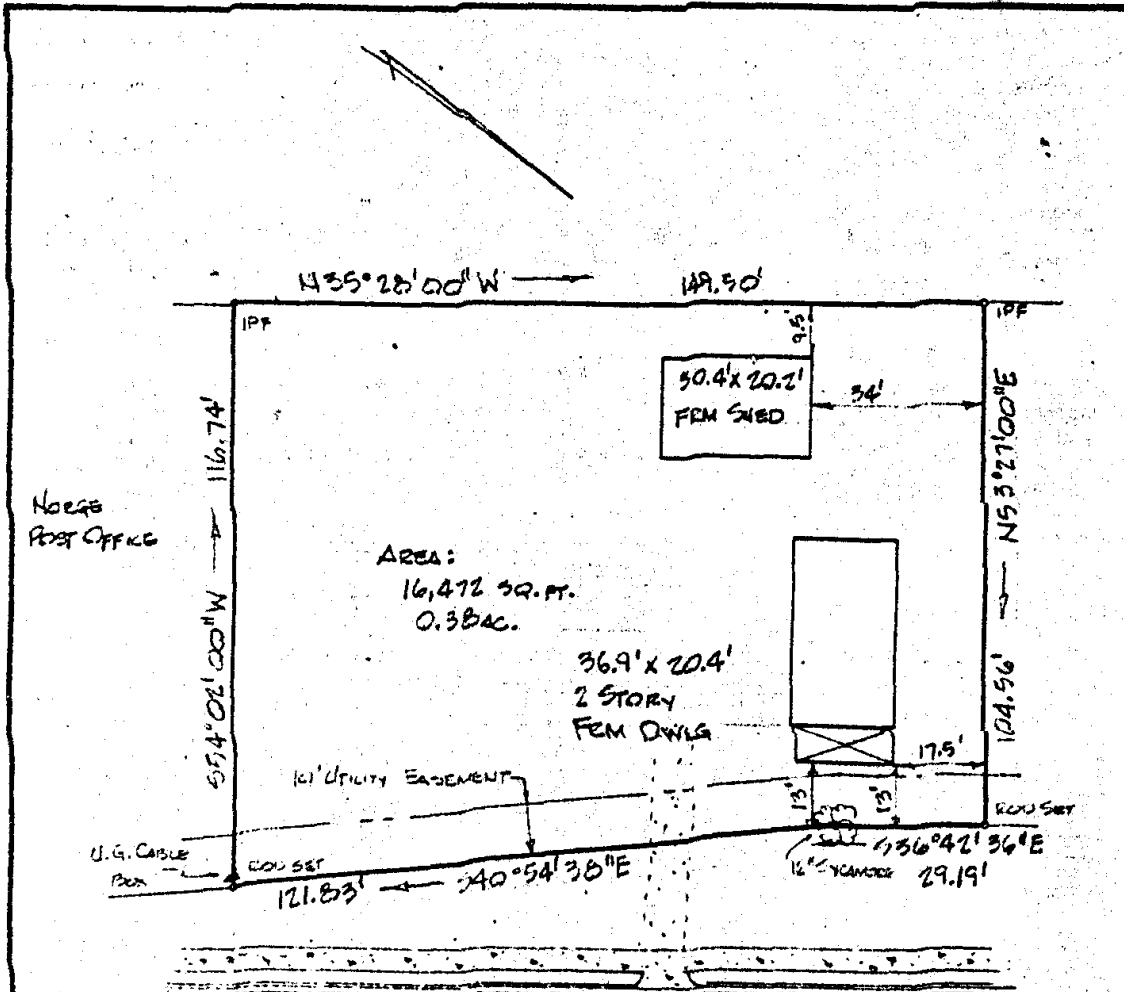 N35°28'00"W 149.50'
IPF
IPF
9.5'
30.4' X 20.2'
FRM SHED
34'
116.74'
S54°02'00"W
N53°27'00"E
104.56'
NORGE
POST OFFICE
AREA:
16,472 SQ. FT.
0.38 AC.
36.9' X 20.4'
2 STORY
FRM DWLG
17.5'
10' UTILITY EASEMENT
13'
13'
U.G. CABLE
BOX
ROD SET
ROD SET
121.83' S40°54'38"E
SYCAMORE
S36°42'36"E
29.19'